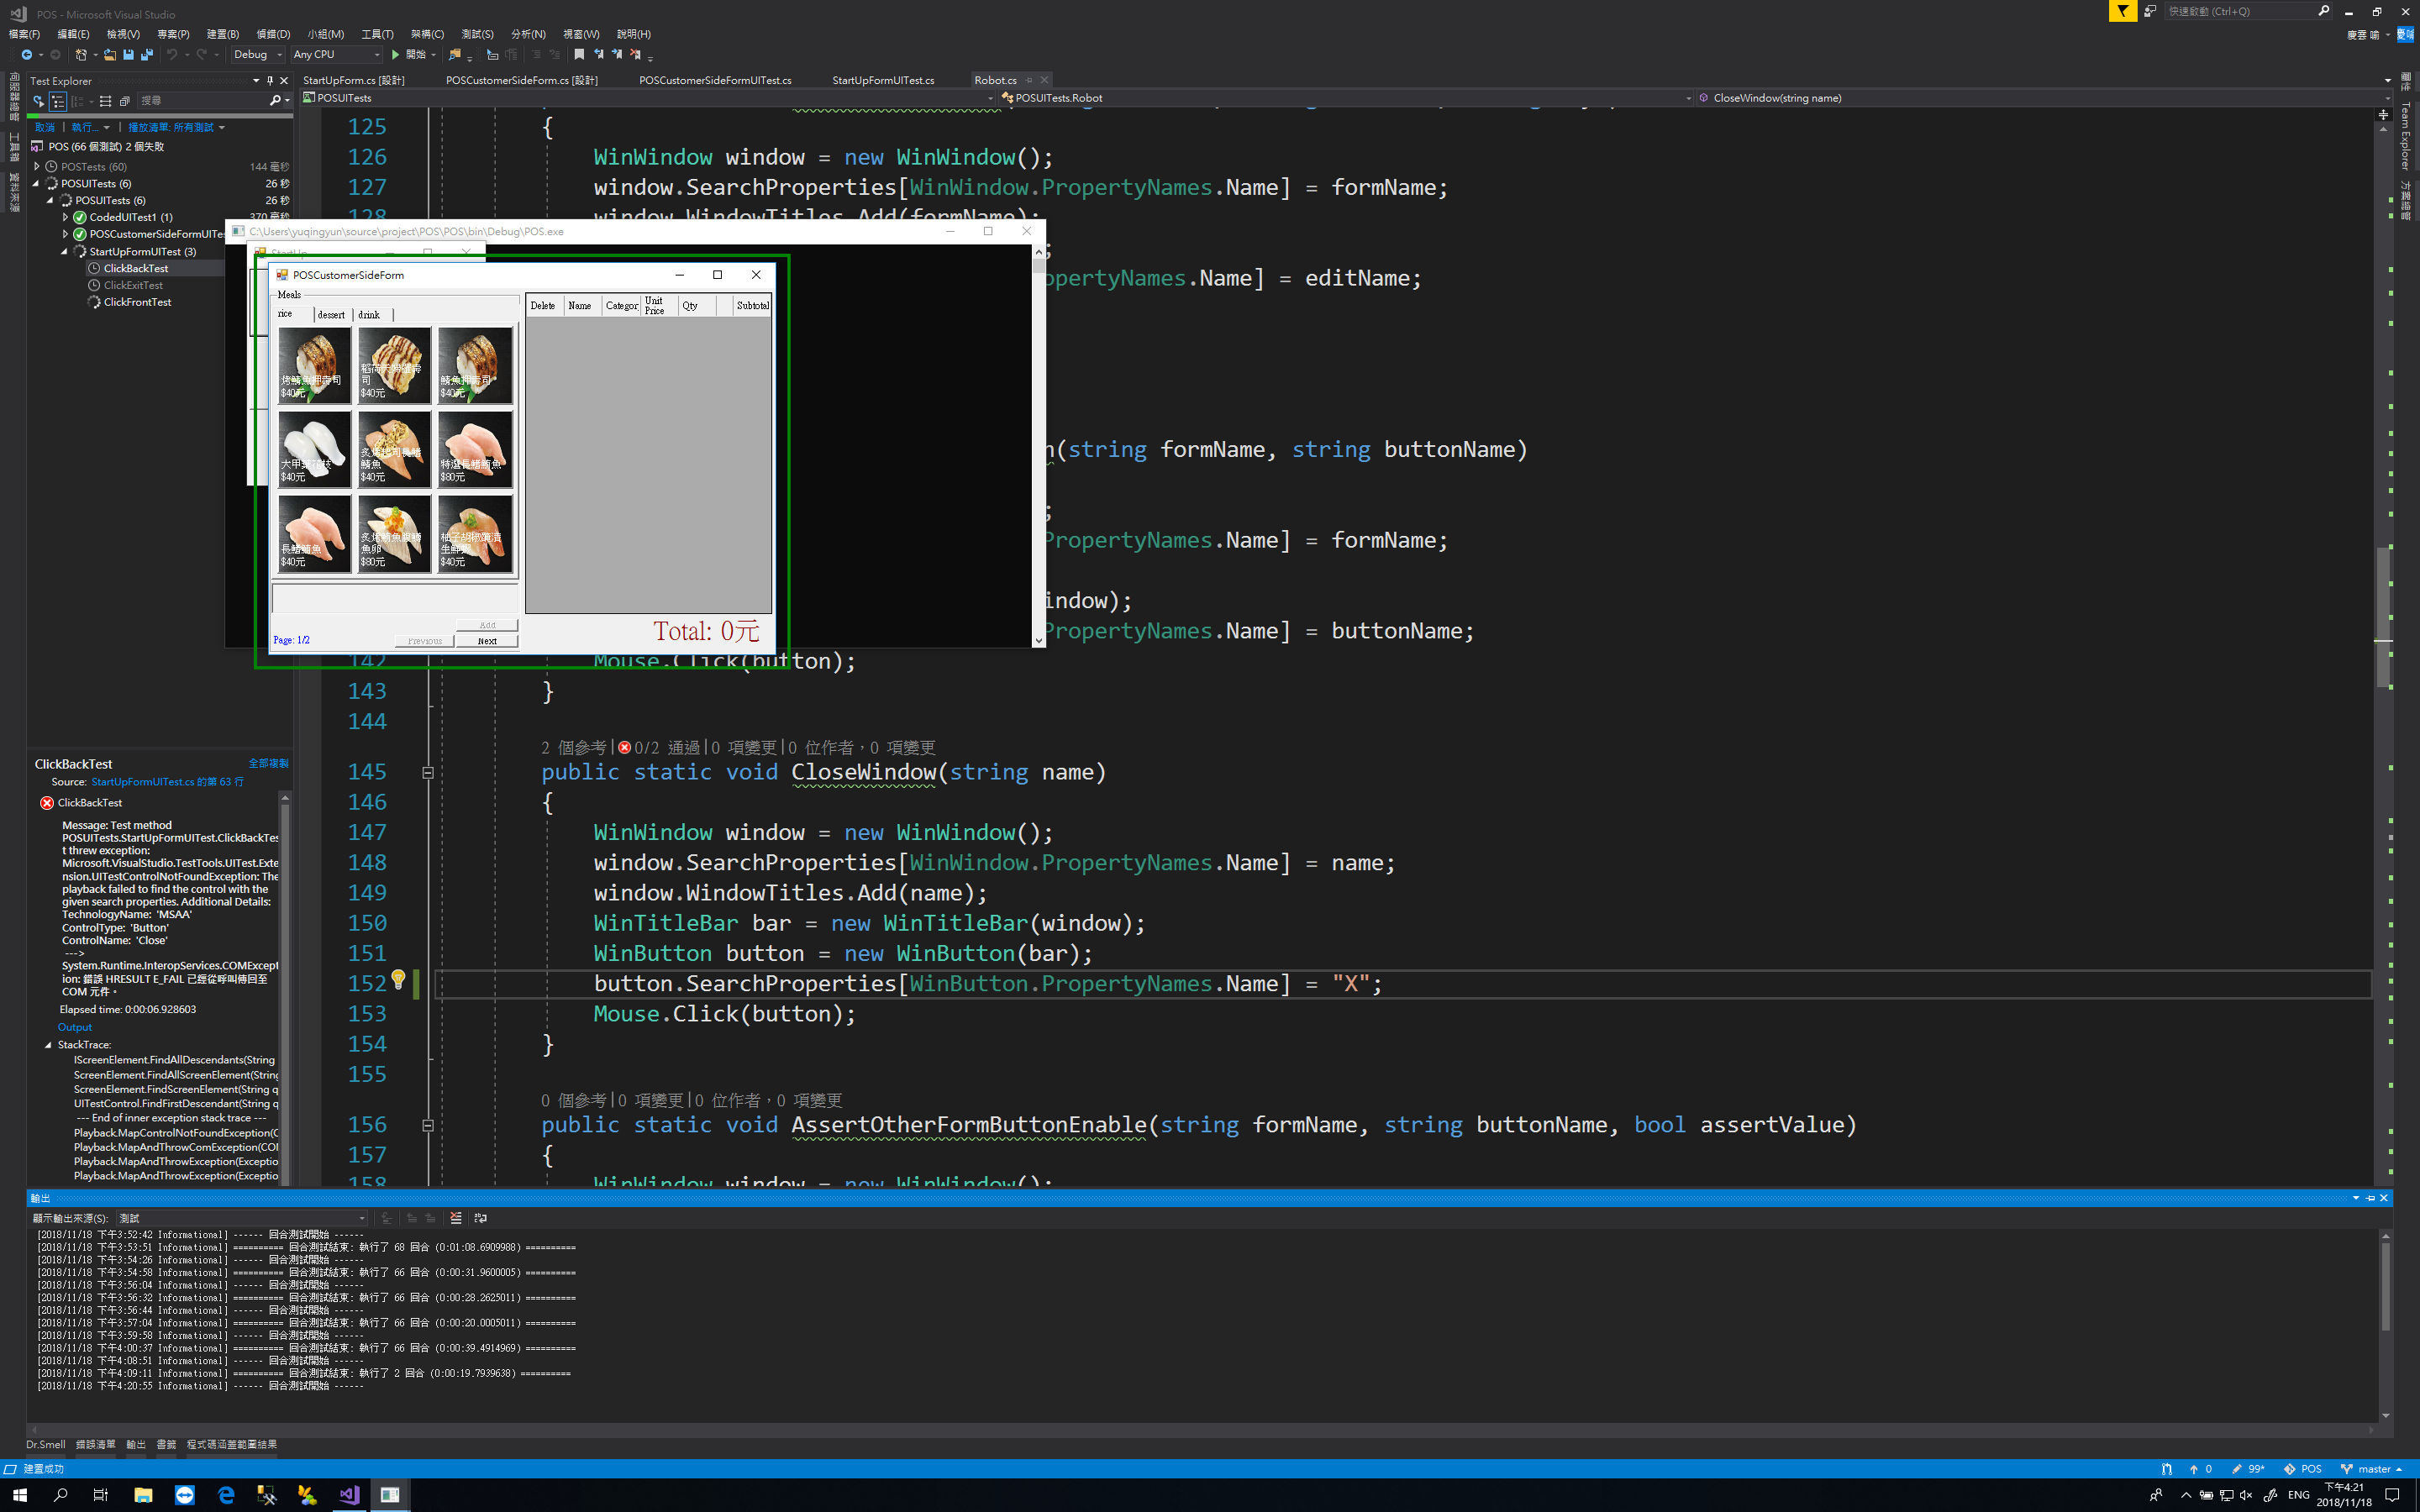 POS - Microsoft Visual Studio
快速啟動 (Ctrl+Q)
檔案(F) 編輯(E) 檢視(V) 專案(P) 建置(B) 偵錯(D) 小組(M) 工具(T) 架構(C) 測試(S) 分析(N) 視窗(W) 說明(H)
Debug Any CPU 開始
Test Explorer
StartUpForm.cs [設計] POSCustomerSideForm.cs [設計] POSCustomerSideFormUITest.cs StartUpFormUITest.cs Robot.cs
搜尋
POSUITests POSUITests.Robot CloseWindow(string name)
取消 | 執行... | 播放清單: 所有測試
POS (66 個測試) 2 個失敗
POSTests (60) 144 毫秒
POSUITests (6) 26 秒
POSUITests (6) 26 秒
CodedUITest1 (1) 370 毫秒
POSCustomerSideFormUITes
StartUpFormUITest (3)
ClickBackTest
ClickExitTest
ClickFrontTest
Team Explorer
125 {
126 WinWindow window = new WinWindow();
127 window.SearchProperties[WinWindow.PropertyNames.Name] = formName;
128 window.WindowTitles.Add(formName);
C:\Users\yuqingyun\source\project\POS\POS\bin\Debug\POS.exe
StartUp
ropertyNames.Name] = editName;
POSCustomerSideForm
Meals
rice dessert drink
Delete Name Categor Unit Price Qty Subtotal
$40元
$40元
鯖魚押壽司
$40元
$40元
$40元
特選長鰭鮪魚
$80元
長鰭鮪魚
$40元
$80元
$40元
Add
Page: 1/2
Previous
Next
Total: 0元
(string formName, string buttonName)
PropertyNames.Name] = formName;
indow);
PropertyNames.Name] = buttonName;
142 Mouse.Click(button);
143 }
144
2 個參考|0/2 通過|0 項變更|0 位作者，0 項變更
145 public static void CloseWindow(string name)
146 {
147 WinWindow window = new WinWindow();
148 window.SearchProperties[WinWindow.PropertyNames.Name] = name;
149 window.WindowTitles.Add(name);
150 WinTitleBar bar = new WinTitleBar(window);
151 WinButton button = new WinButton(bar);
152 button.SearchProperties[WinButton.PropertyNames.Name] = "X";
153 Mouse.Click(button);
154 }
155
0 個參考|0 項變更|0 位作者，0 項變更
156 public static void AssertOtherFormButtonEnable(string formName, string buttonName, bool assertValue)
157 {
158 WinWindow window = new WinWindow();
ClickBackTest 全部複製
Source: StartUpFormUITest.cs 的第 63 行
ClickBackTest
Message: Test method
POSUITests.StartUpFormUITest.ClickBackTes
t threw exception:
Microsoft.VisualStudio.TestTools.UITest.Exte
nsion.UITestControlNotFoundException: The
playback failed to find the control with the
given search properties. Additional Details:
TechnologyName: 'MSAA'
ControlType: 'Button'
ControlName: 'Close'
--->
System.Runtime.InteropServices.COMExcept
ion: 錯誤 HRESULT E_FAIL 已經從呼叫傳回至
COM 元件。
Elapsed time: 0:00:06.928603
Output
StackTrace:
IScreenElement.FindAllDescendants(String
ScreenElement.FindAllScreenElement(String
ScreenElement.FindScreenElement(String q
UITestControl.FindFirstDescendant(String q
--- End of inner exception stack trace ---
Playback.MapControlNotFoundException(C
Playback.MapAndThrowComException(COI
Playback.MapAndThrowException(Exceptio
Playback.MapAndThrowException(Exceptio
輸出
顯示輸出來源(S): 測試
[2018/11/18 下午3:52:42 Informational] ------ 回合測試開始 ------
[2018/11/18 下午3:53:51 Informational] ========== 回合測試結束: 執行了 68 回合 (0:01:08.6909988) ==========
[2018/11/18 下午3:54:26 Informational] ------ 回合測試開始 ------
[2018/11/18 下午3:54:58 Informational] ========== 回合測試結束: 執行了 66 回合 (0:00:31.9600005) ==========
[2018/11/18 下午3:56:04 Informational] ------ 回合測試開始 ------
[2018/11/18 下午3:56:32 Informational] ========== 回合測試結束: 執行了 66 回合 (0:00:28.2625011) ==========
[2018/11/18 下午3:56:44 Informational] ------ 回合測試開始 ------
[2018/11/18 下午3:57:04 Informational] ========== 回合測試結束: 執行了 66 回合 (0:00:20.0005011) ==========
[2018/11/18 下午3:59:58 Informational] ------ 回合測試開始 ------
[2018/11/18 下午4:00:37 Informational] ========== 回合測試結束: 執行了 66 回合 (0:00:39.4914969) ==========
[2018/11/18 下午4:08:51 Informational] ------ 回合測試開始 ------
[2018/11/18 下午4:09:11 Informational] ========== 回合測試結束: 執行了 2 回合 (0:00:19.7939638) ==========
[2018/11/18 下午4:20:55 Informational] ------ 回合測試開始 ------
Dr.Smell 錯誤清單 輸出 書籤 程式碼涵蓋範圍結果
建置成功
0 99* POS master
ENG
下午4:21
2018/11/18